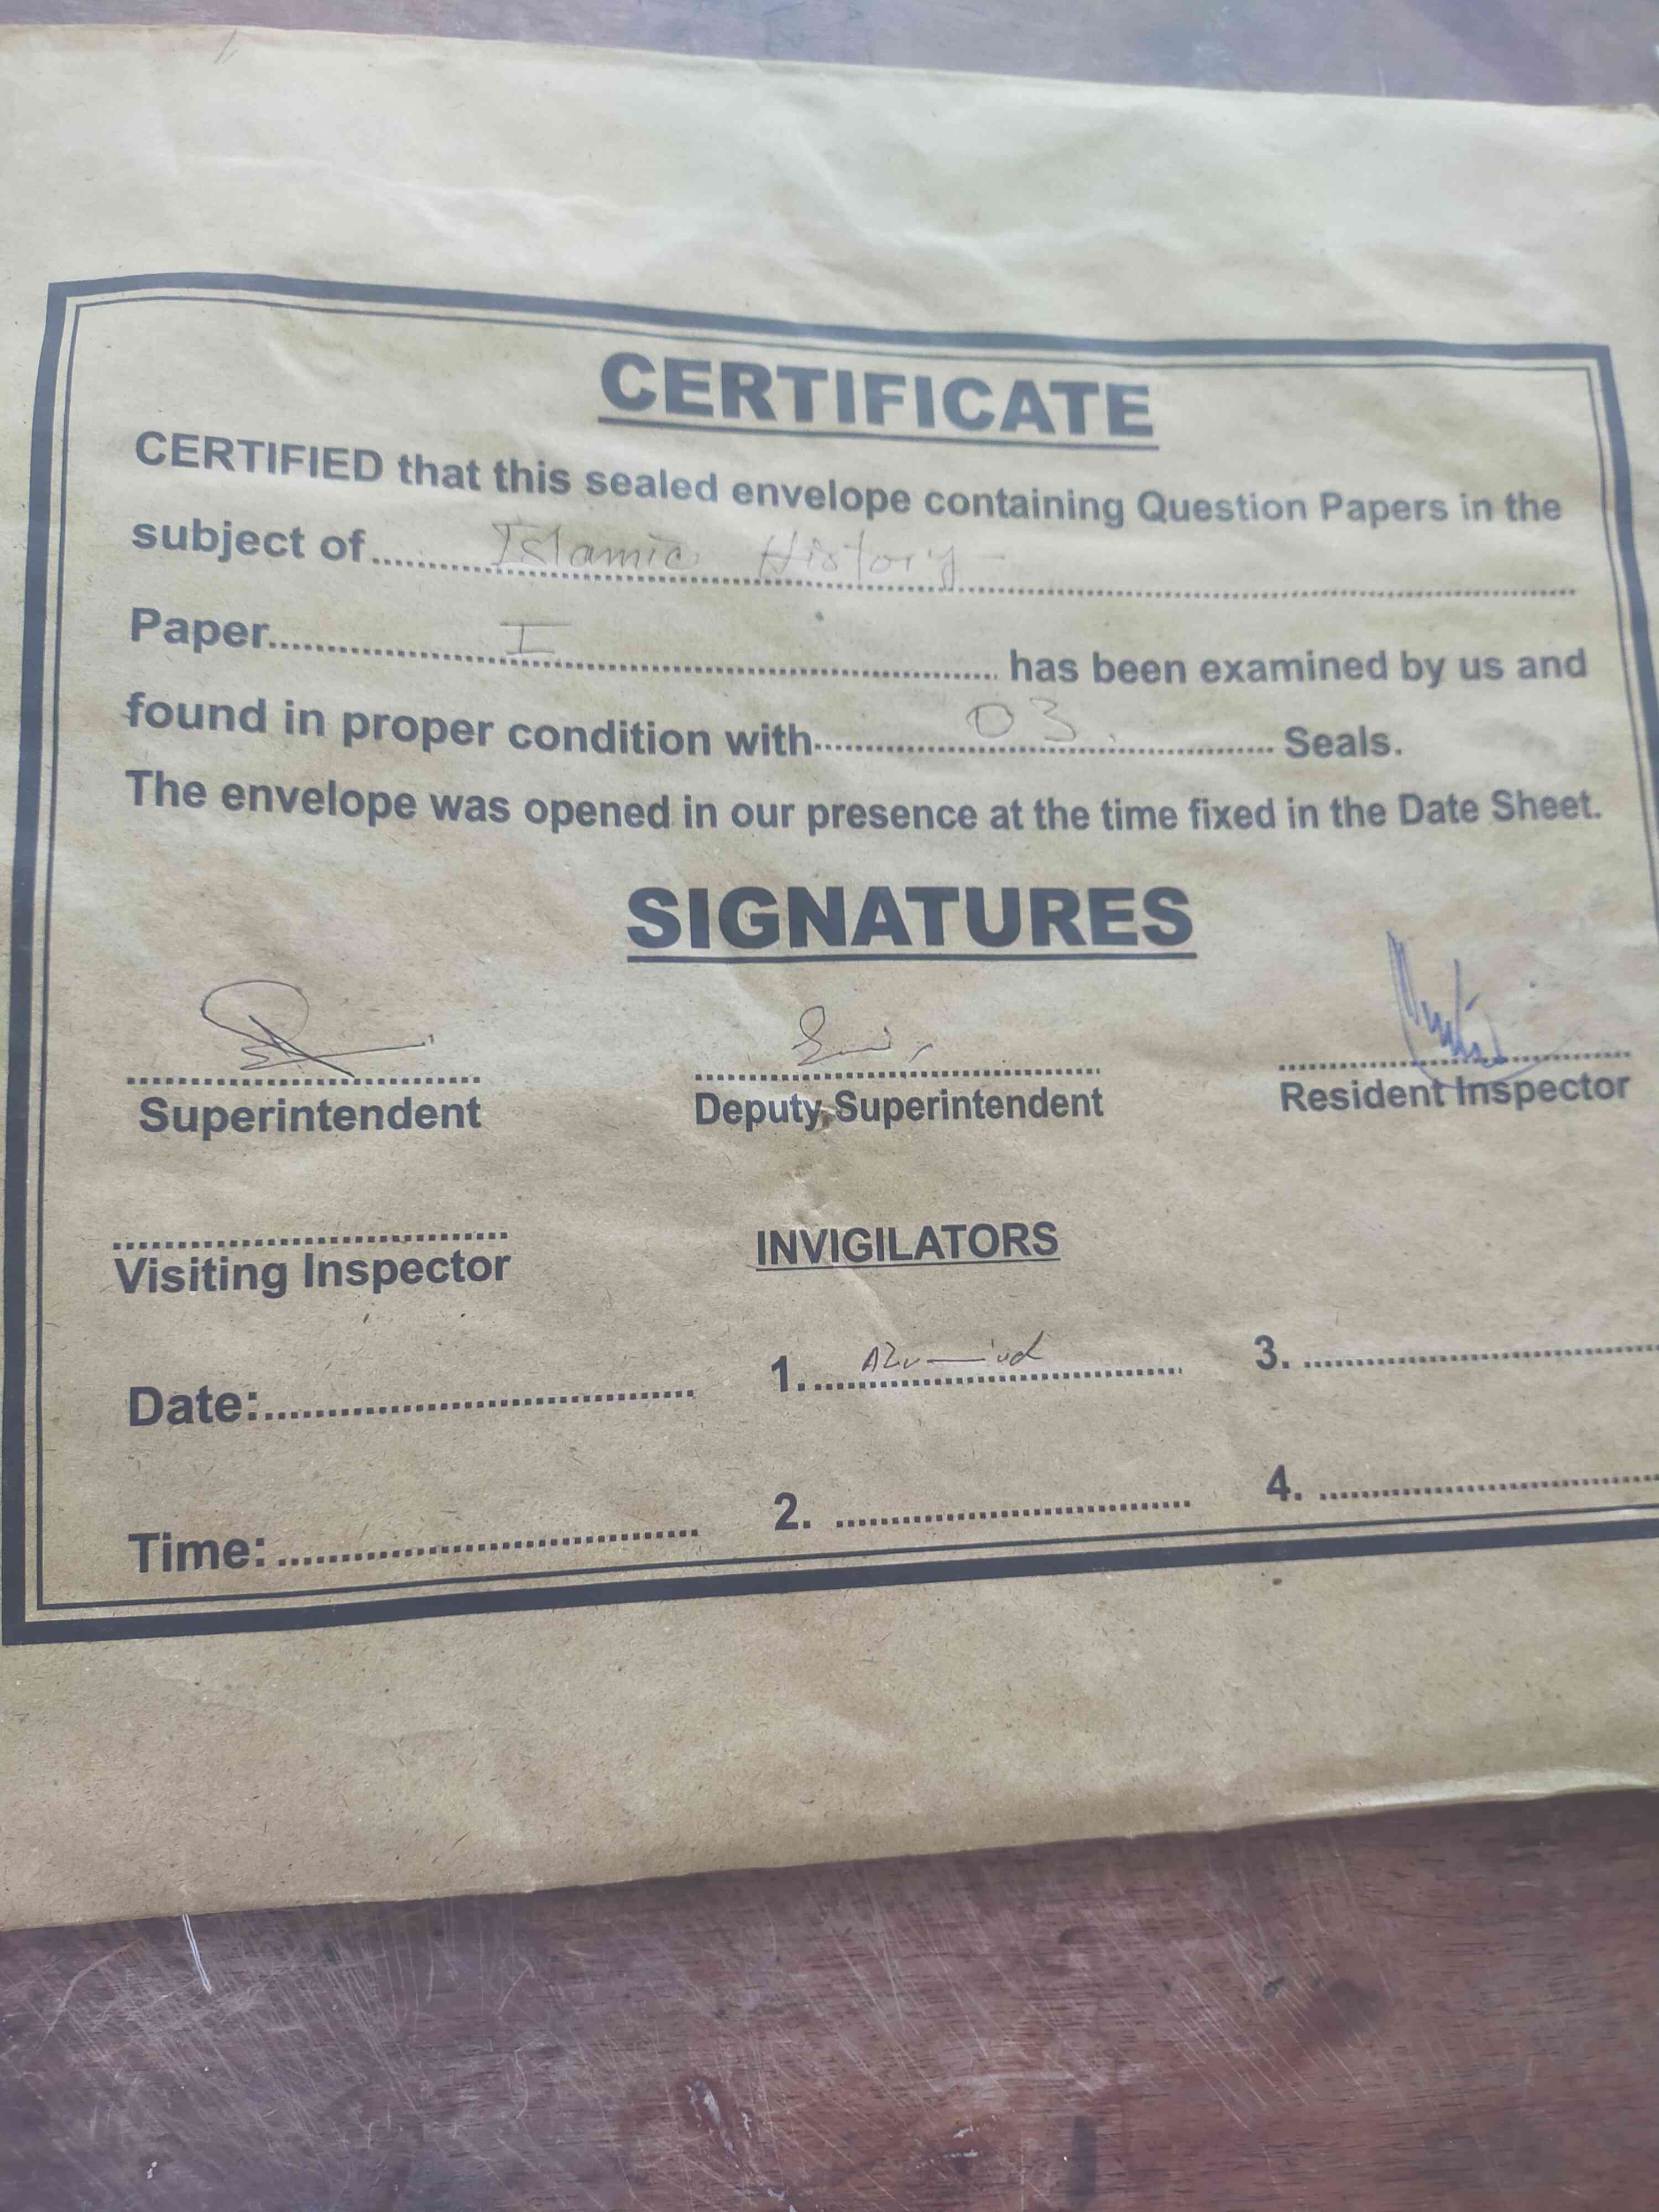 CERTIFICATE
CERTIFIED that this sealed envelope containing Question Papers in the
subject of Islamic History
Paper I has been examined by us and
found in proper condition with 03 Seals.
The envelope was opened in our presence at the time fixed in the Date Sheet.
SIGNATURES
Superintendent Deputy Superintendent Resident Inspector
Visiting Inspector INVIGILATORS
Date: 1. 3.
Time: 2. 4.